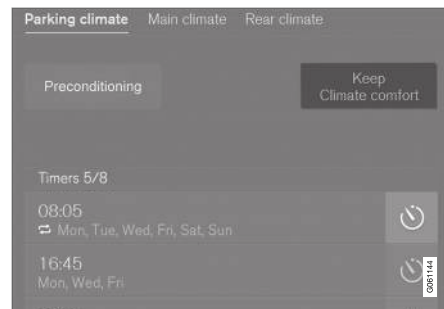 Parking climate Main climate Rear climate
Preconditioning
Keep
Climate comfort
Timers 5/8
08:05
Mon, Tue, Wed, Fri, Sat, Sun
16:45
Mon, Wed, Fri
G061144